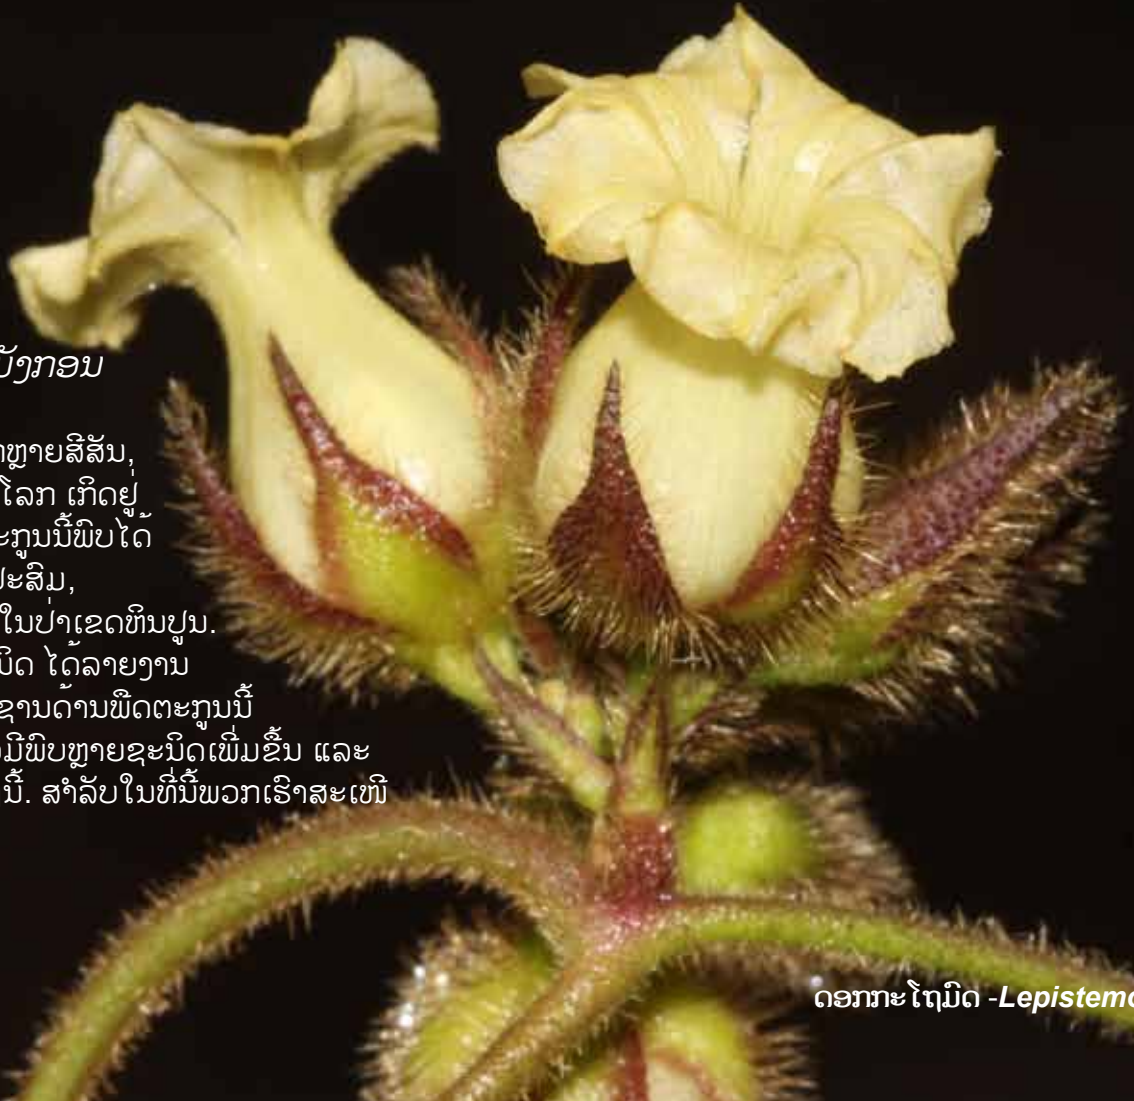 ບັງກອນ
ຫຼາຍສີສັນ,
ໂລກ ເກີດຢູ່
ະກູນນີ້ພົບໄດ້
ປະສົມ,
ໃນປ່າເຂດຫີນປູນ.
ມິດ ໄດ້ລາຍງານ
ຊານດ້ານພືດຕະກູນນີ້
ມີພົບຫຼາຍຊະນິດເພີ່ມຂຶ້ນ ແລະ
ນີ້. ສຳລັບໃນທີ່ນີ້ພວກເຮົາສະເໜີ
ດອກກະໂຖມິດ -Lepistemo